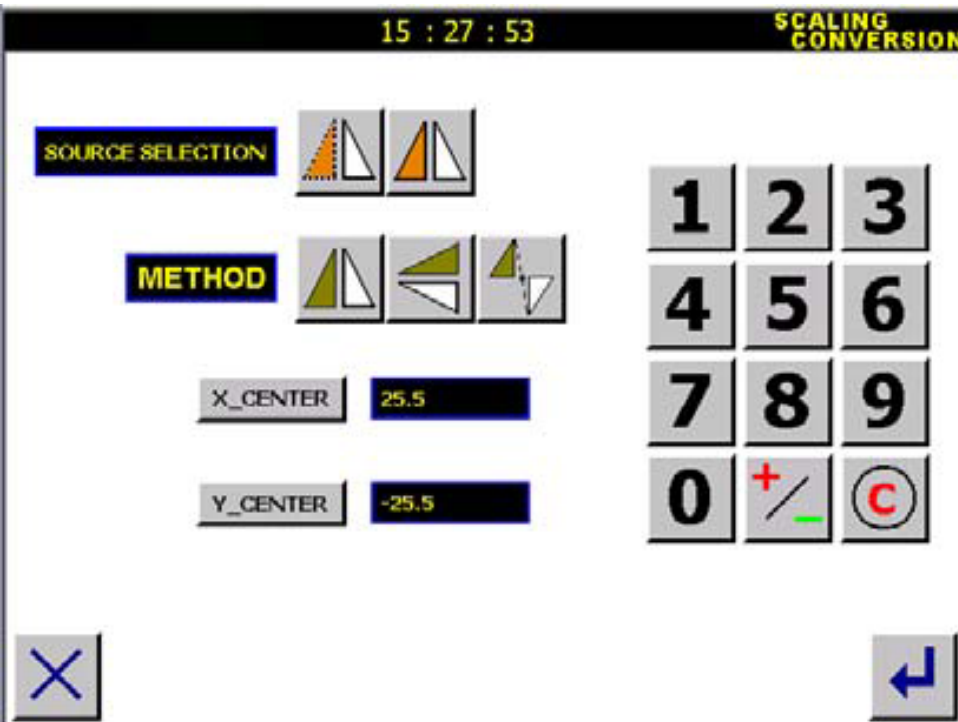 15 : 27 : 53
SCALING
CONVERSION
SOURCE SELECTION
METHOD
X_CENTER 25.5
Y_CENTER -25.5
1 2 3
4 5 6
7 8 9
0 +/- C